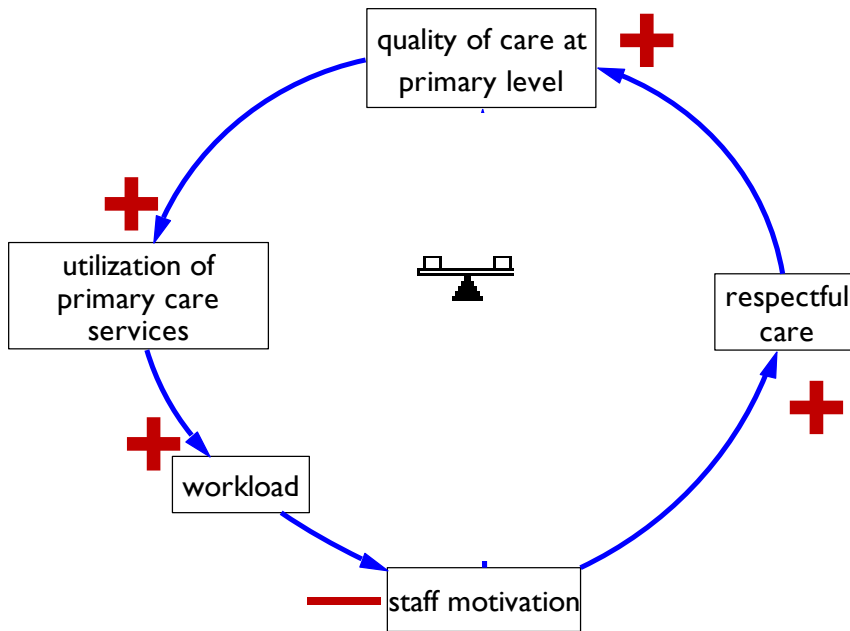 quality of care at
primary level
utilization of
primary care
services
respectful
care
workload
staff motivation